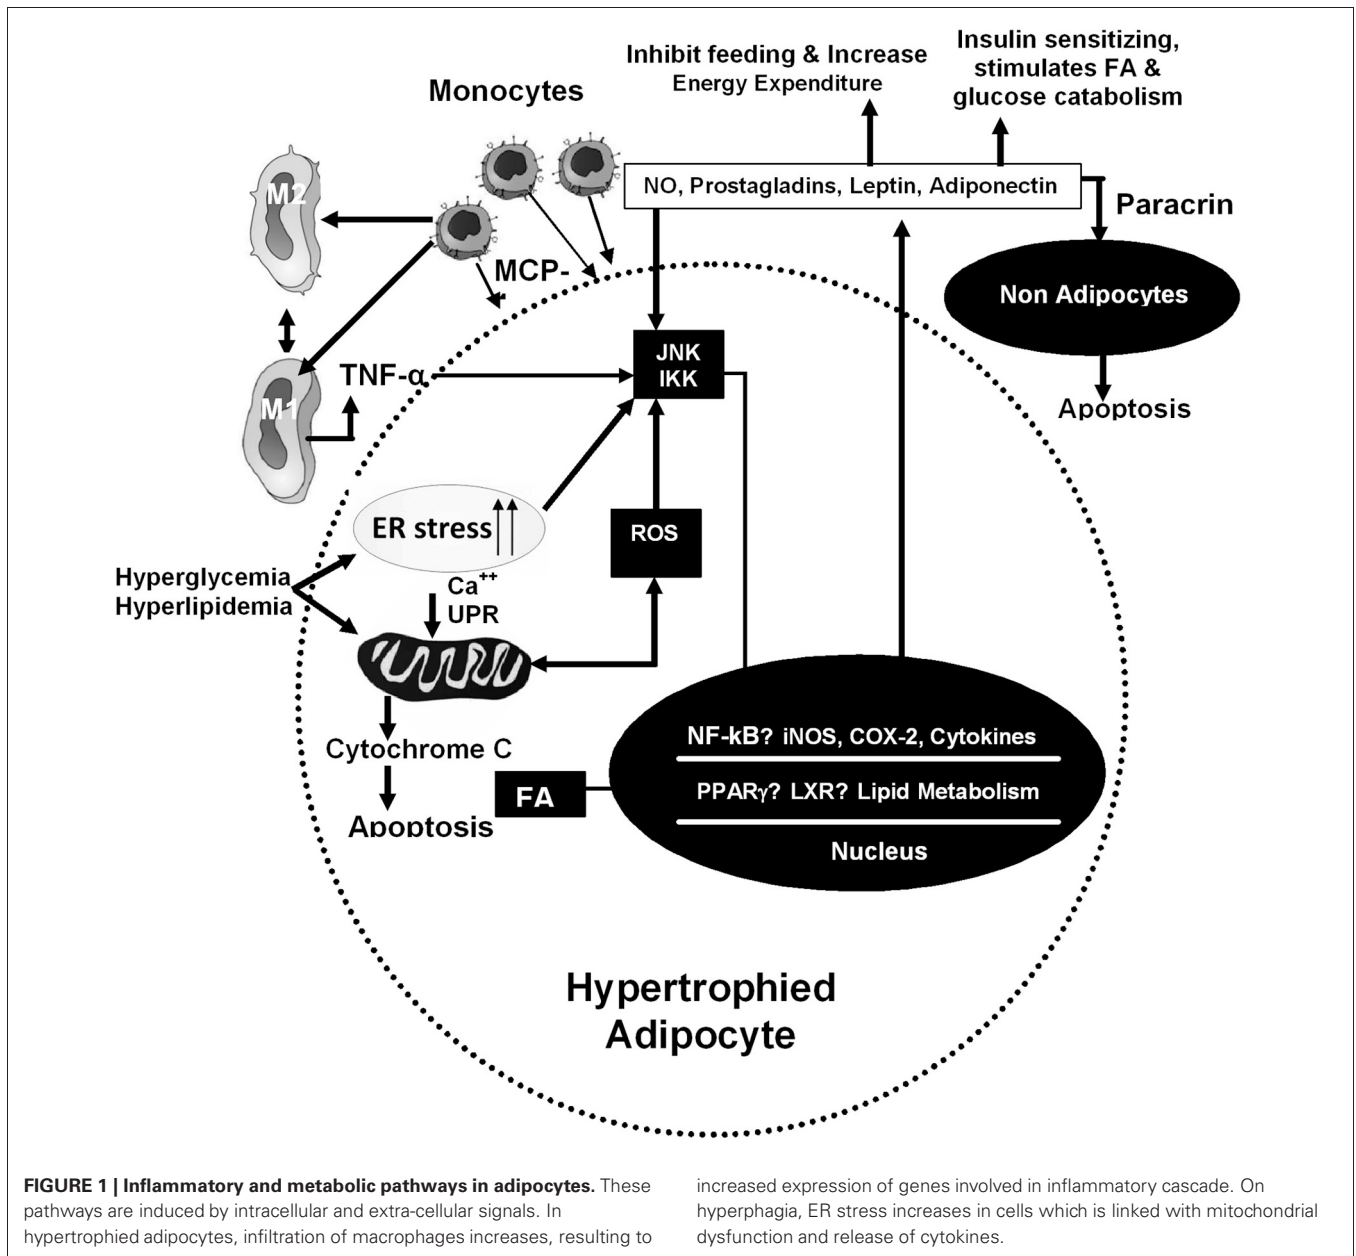 Inhibit feeding & Increase
Energy Expenditure
Insulin sensitizing,
stimulates FA &
glucose catabolism
Monocytes
M2
NO, Prostagladins, Leptin, Adiponectin
Paracrin
MCP-
Non Adipocytes
JNK
IKK
TNF-α
M1
Apoptosis
ER stress
ROS
Hyperglycemia
Hyperlipidemia
Ca++
UPR
Cytochrome C
NF-kB? iNOS, COX-2, Cytokines
FA
PPARγ? LXR? Lipid Metabolism
Apoptosis
Nucleus
Hypertrophied
Adipocyte
FIGURE 1 | Inflammatory and metabolic pathways in adipocytes. These
pathways are induced by intracellular and extra-cellular signals. In
hypertrophied adipocytes, infiltration of macrophages increases, resulting to
increased expression of genes involved in inflammatory cascade. On
hyperphagia, ER stress increases in cells which is linked with mitochondrial
dysfunction and release of cytokines.